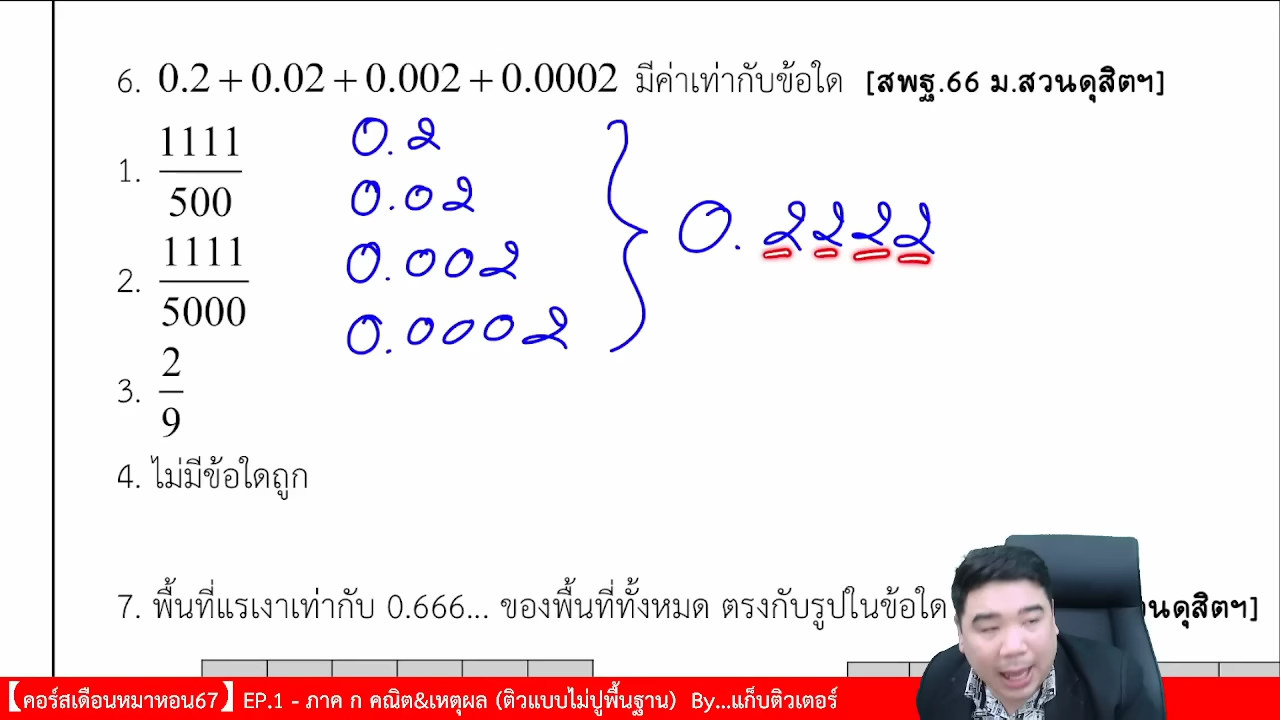 6. 0.2 + 0.02 + 0.002 + 0.0002 มีค่าเท่ากับข้อใด [สพฐ.66 ม.สวนดุสิตฯ]
1. 1111/500
0.2
0.02
0.2222
2. 1111/5000
0.002
0.0002
3. 2/9
4. ไม่มีข้อใดถูก
7. พื้นที่แรเงาเท่ากับ 0.666... ของพื้นที่ทั้งหมด ตรงกับรูปในข้อใด วนดุสิตฯ]
【คอร์สเดือนหมาหอน67】 EP.1 - ภาค ก คณิต&เหตุผล (ติวแบบไม่ปูพื้นฐาน) By...แก็บติวเตอร์